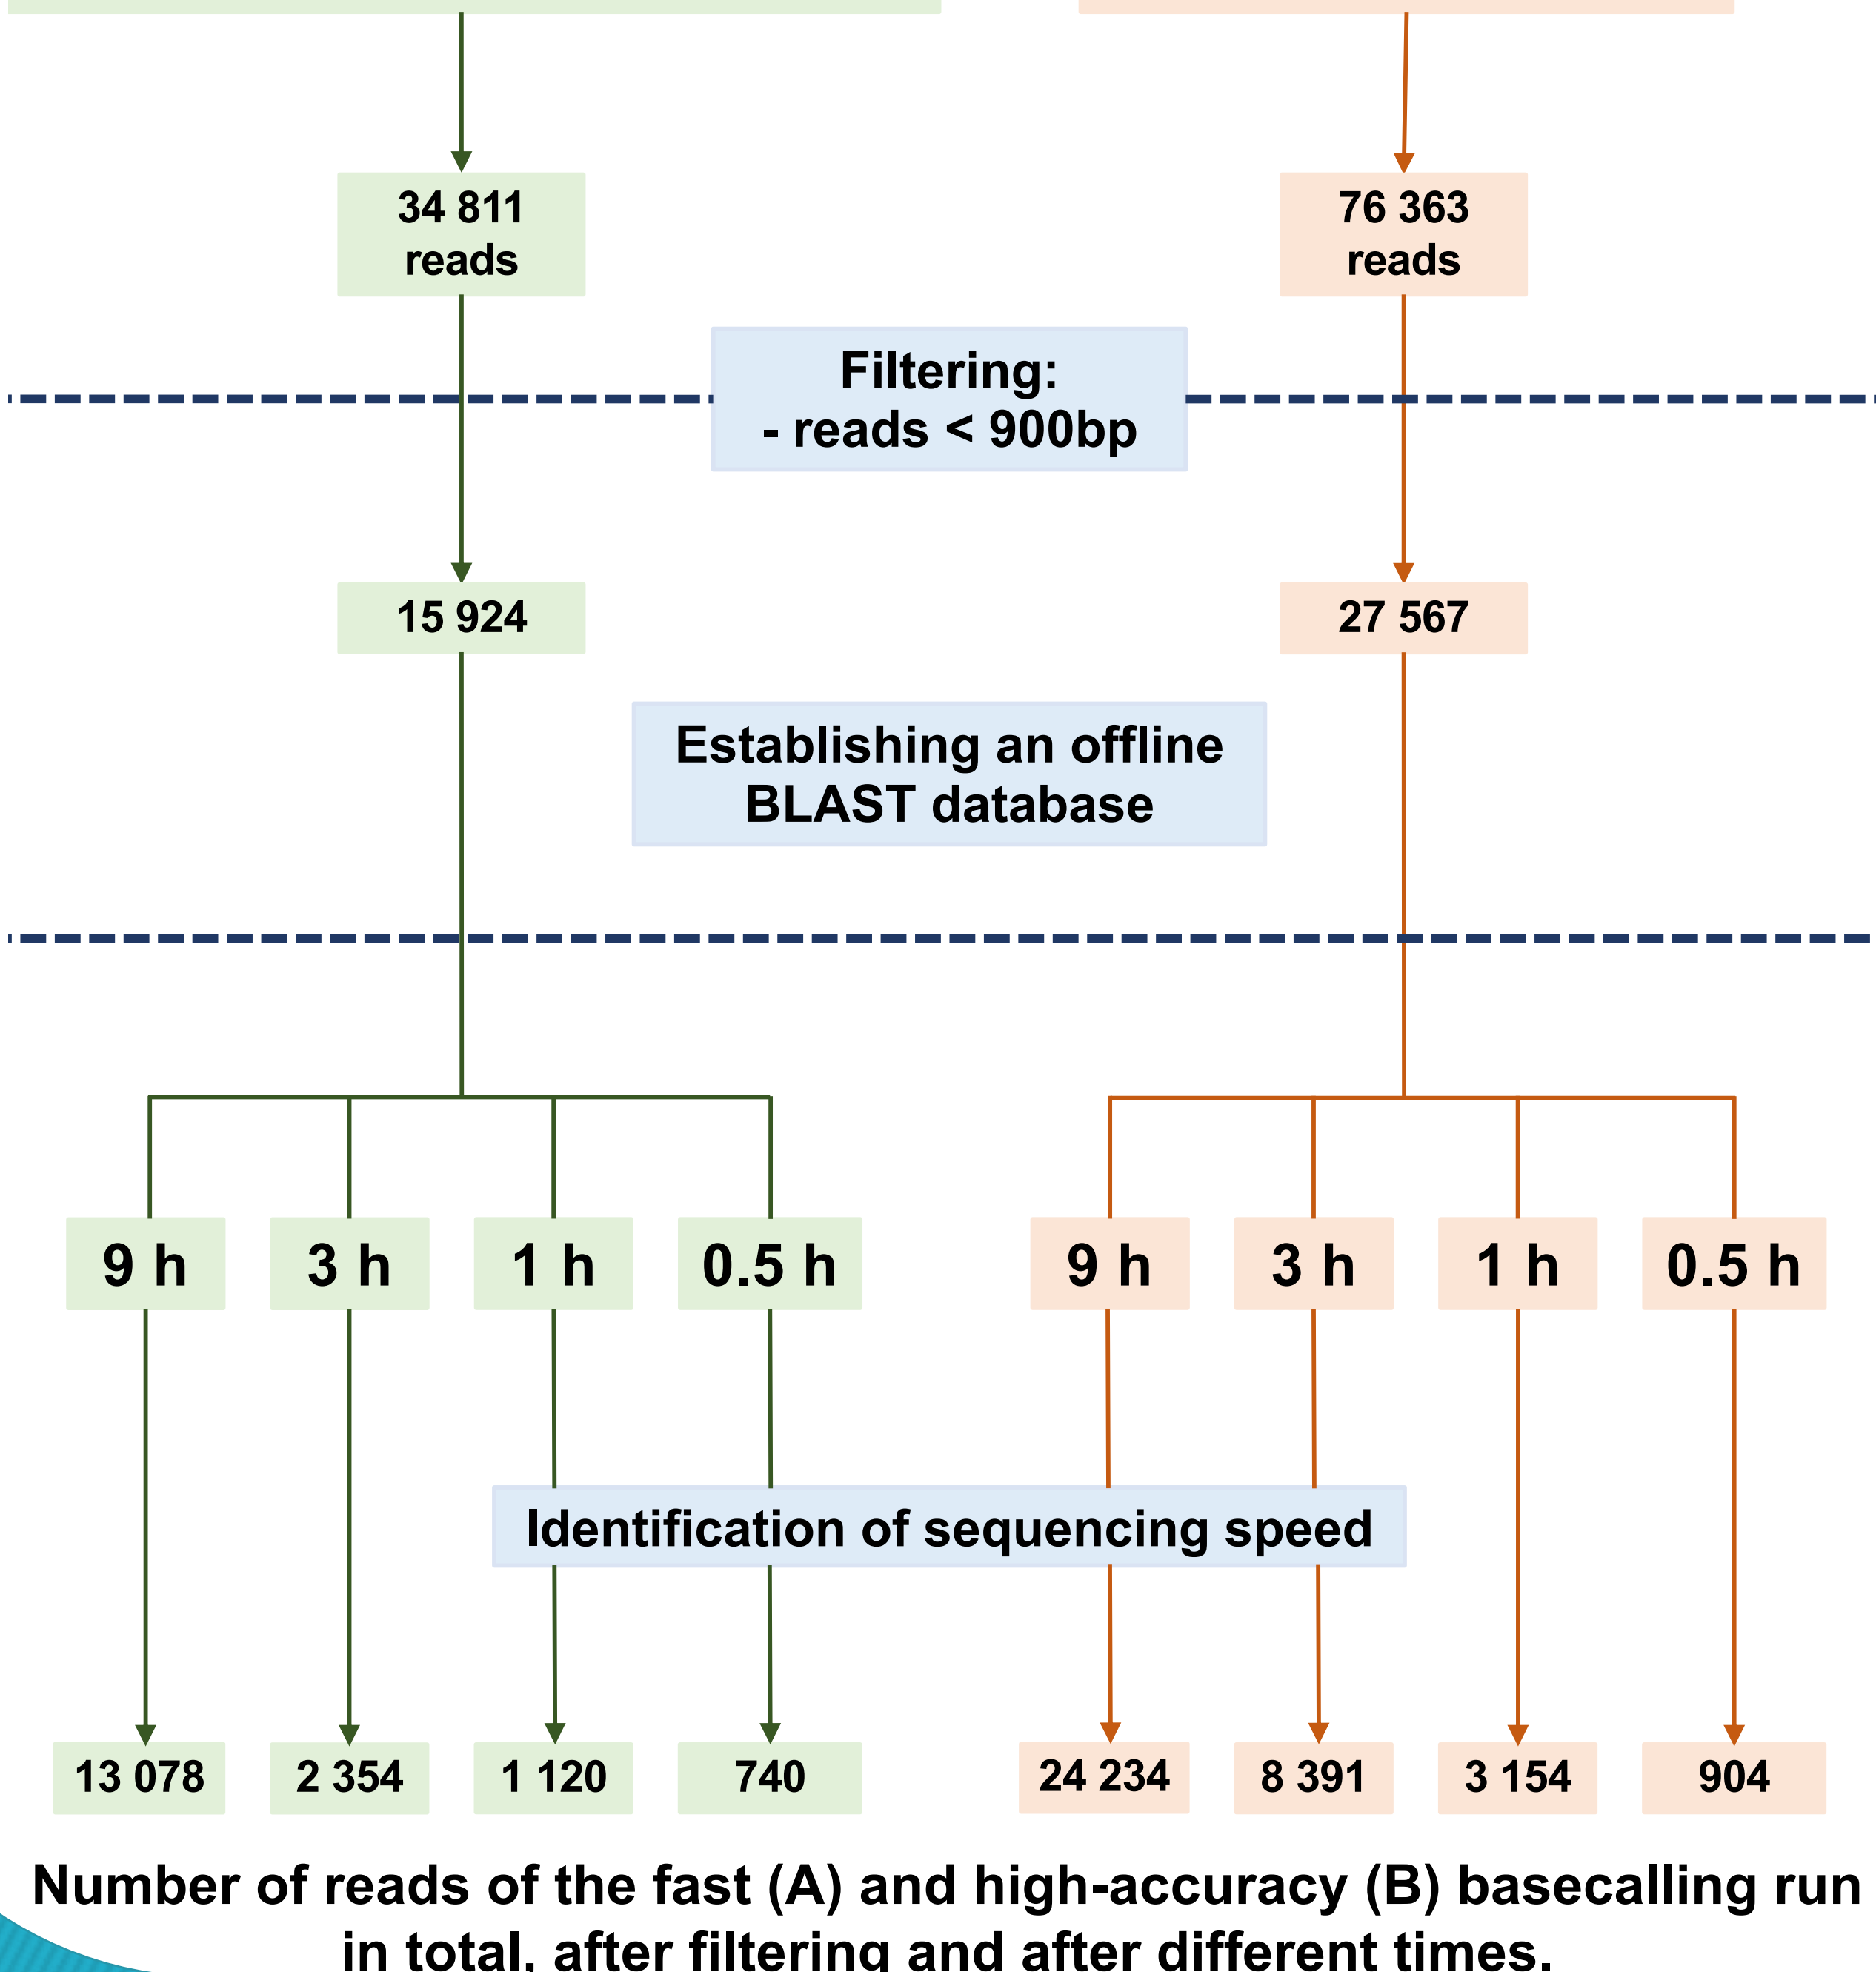 34 811
reads
76 363
reads
Filtering:
- reads < 900bp
15 924
27 567
Establishing an offline
BLAST database
9 h
3 h
1 h
0.5 h
9 h
3 h
1 h
0.5 h
Identification of sequencing speed
13 078
2 354
1 120
740
24 234
8 391
3 154
904
Number of reads of the fast (A) and high-accuracy (B) basecalling run
in total, after filtering and after different times.